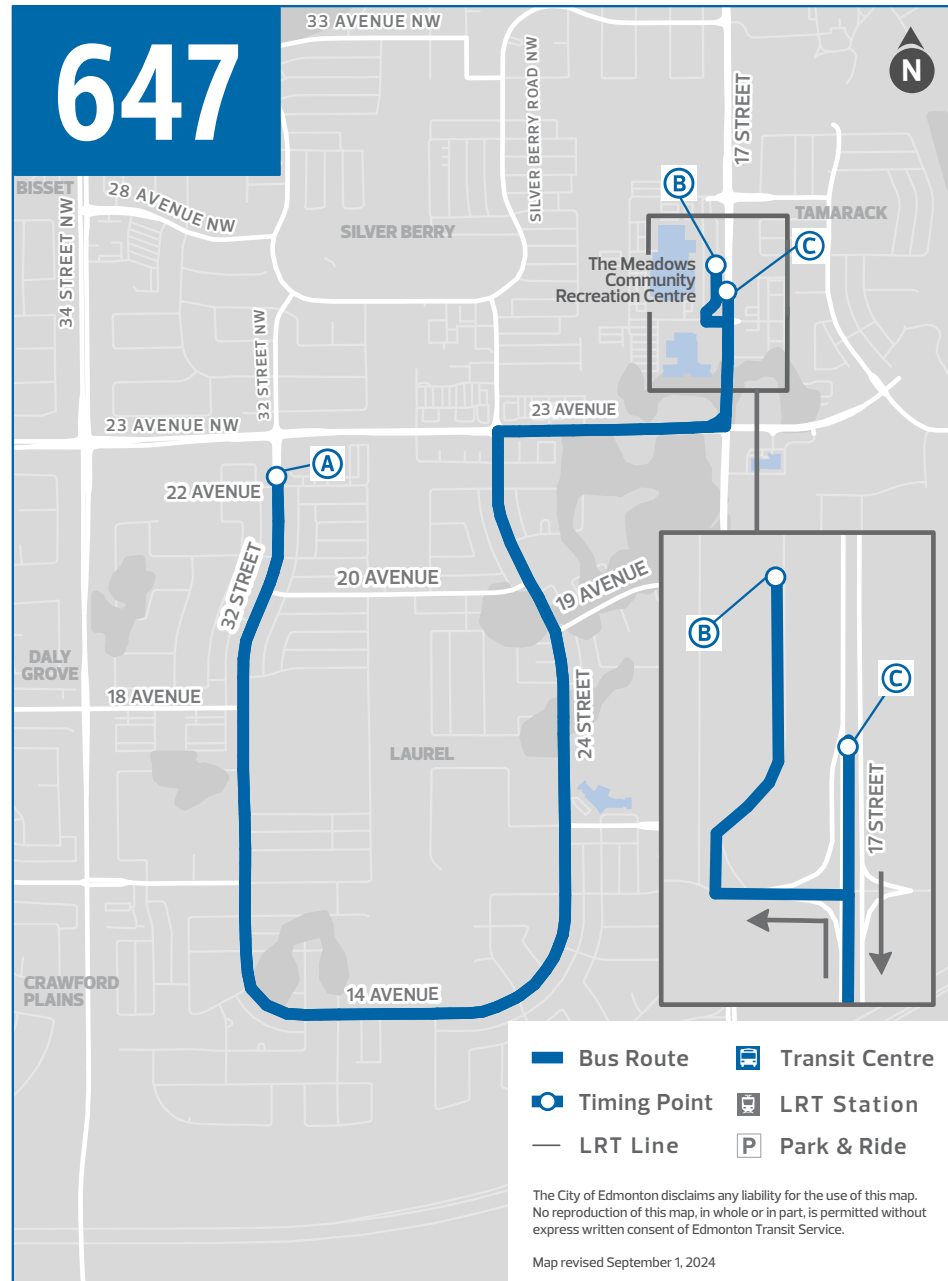 647
33 AVENUE NW
SILVER BERRY ROAD NW
17 STREET
N
BISSET
28 AVENUE NW
34 STREET NW
SILVER BERRY
B
TAMARACK
C
The Meadows
Community
Recreation Centre
32 STREET NW
23 AVENUE NW
23 AVENUE
A
22 AVENUE
32 STREET
20 AVENUE
19 AVENUE
B
DALY
GROVE
18 AVENUE
C
24 STREET
LAUREL
17 STREET
CRAWFORD
PLAINS
14 AVENUE
Bus Route
Transit Centre
Timing Point
LRT Station
LRT Line
P Park & Ride
The City of Edmonton disclaims any liability for the use of this map.
No reproduction of this map, in whole or in part, is permitted without
express written consent of Edmonton Transit Service.
Map revised September 1, 2024